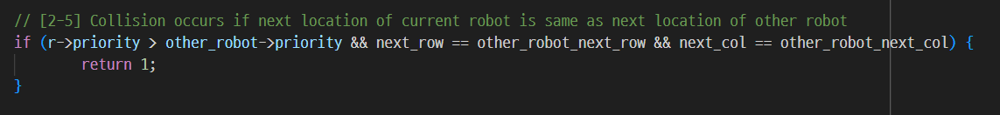 // [2-5] Collision occurs if next location of current robot is same as next location of other robot
if (r->priority > other_robot->priority && next_row == other_robot_next_row && next_col == other_robot_next_col) {
        return 1;
}